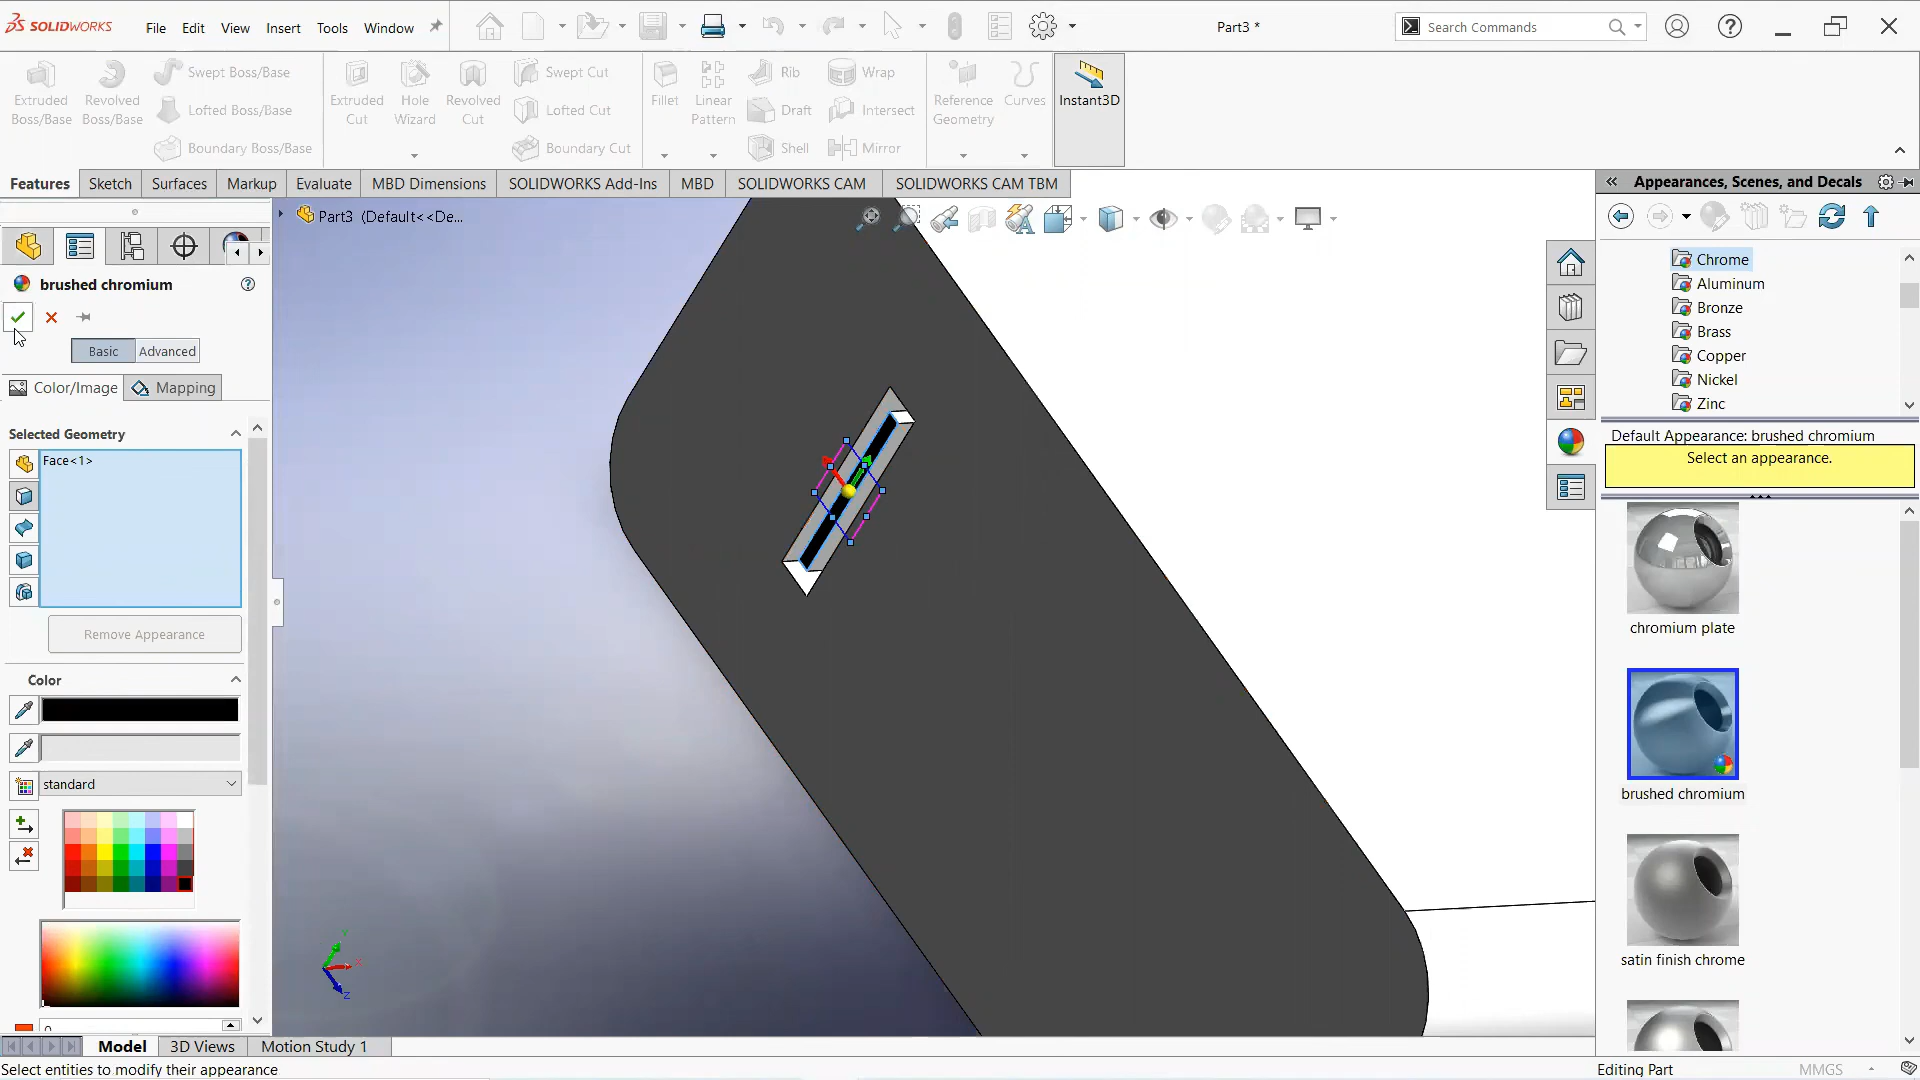 SOLIDWORKS
File Edit View Insert Tools Window
Part3 *
Search Commands
Extruded Boss/Base
Revolved Boss/Base
Swept Boss/Base
Lofted Boss/Base
Boundary Boss/Base
Extruded Cut
Hole Wizard
Revolved Cut
Swept Cut
Lofted Cut
Boundary Cut
Fillet
Linear Pattern
Rib
Draft
Shell
Wrap
Intersect
Mirror
Reference Geometry
Curves
Instant3D
Features Sketch Surfaces Markup Evaluate MBD Dimensions SOLIDWORKS Add-Ins MBD SOLIDWORKS CAM SOLIDWORKS CAM TBM
Part3 (Default<<De...
brushed chromium
Basic Advanced
Color/Image Mapping
Selected Geometry
Face<1>
Remove Appearance
Color
standard
0
Y
X
Z
Appearances, Scenes, and Decals
Chrome
Aluminum
Bronze
Brass
Copper
Nickel
Zinc
Default Appearance: brushed chromium
Select an appearance.
chromium plate
brushed chromium
satin finish chrome
Model 3D Views Motion Study 1
Select entities to modify their appearance
Editing Part
MMGS